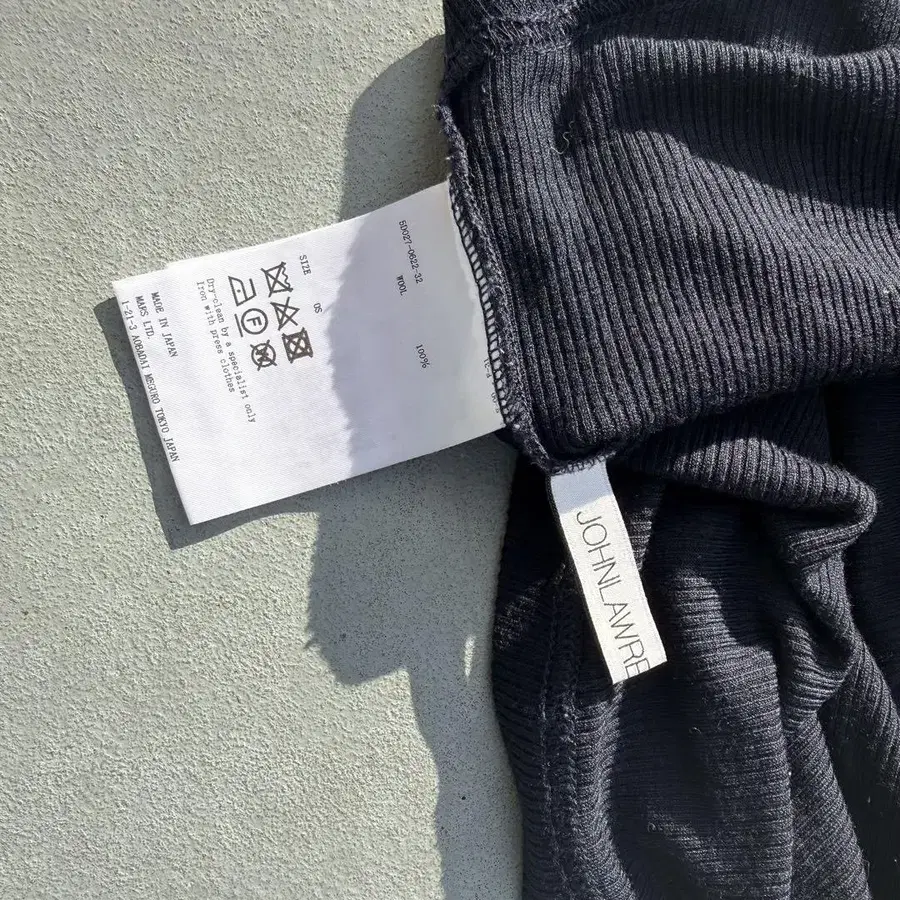 5D027-0622-32
WOOL 100%
SIZE OS
Dry-clean by a specialist only
Iron with press clothes
MADE IN JAPAN
MARS LTD.
1-21-3 AOBADAI MEGURO TOKYO JAPAN
JOHNLAWRE